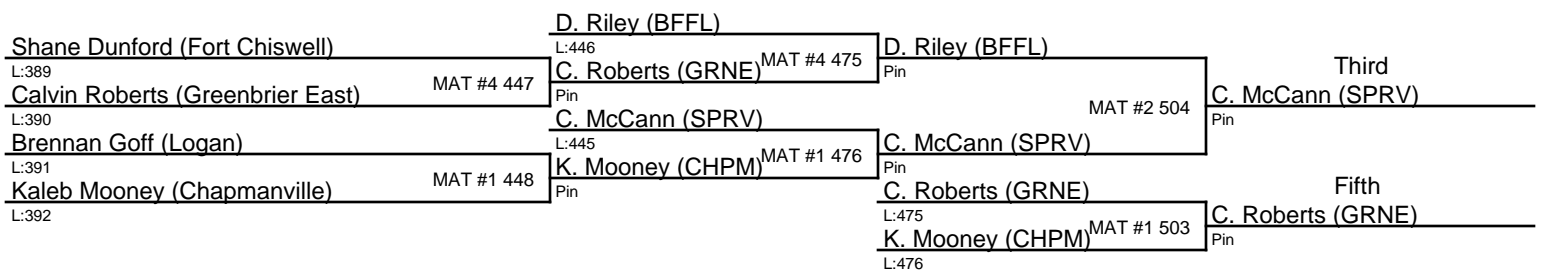 Shane Dunford (Fort Chiswell)
L:389
Calvin Roberts (Greenbrier East)
L:390
Brennan Goff (Logan)
L:391
Kaleb Mooney (Chapmanville)
L:392
MAT #4 447
MAT #1 448
D. Riley (BFFL)
L:446
C. Roberts (GRNE)
Pin
C. McCann (SPRV)
L:445
K. Mooney (CHPM)
Pin
MAT #4 475
MAT #1 476
D. Riley (BFFL)
Pin
C. McCann (SPRV)
Pin
C. Roberts (GRNE)
L:475
K. Mooney (CHPM)
L:476
MAT #2 504
MAT #1 503
Third
C. McCann (SPRV)
Pin
Fifth
C. Roberts (GRNE)
Pin